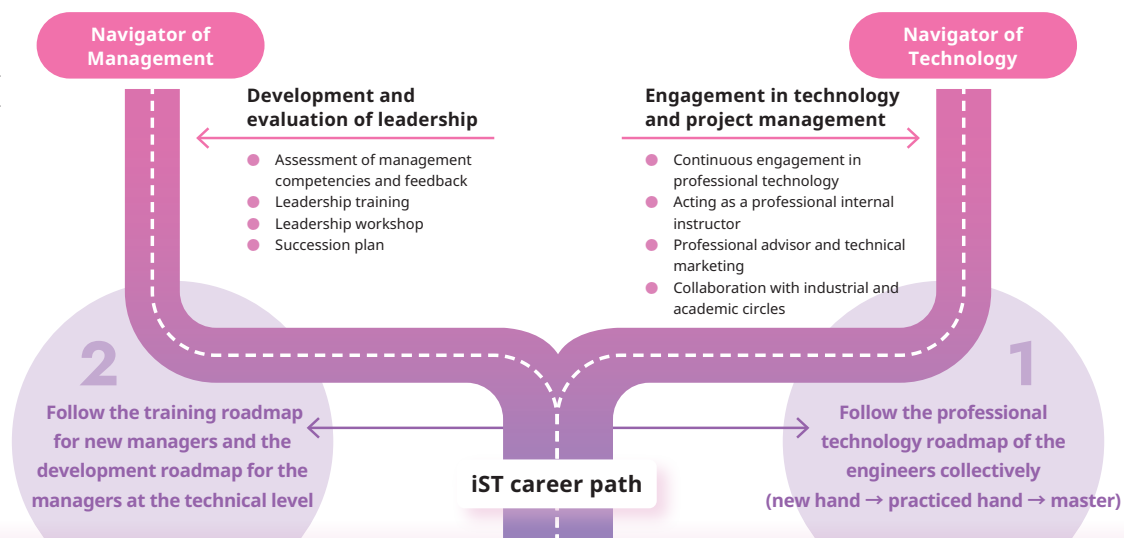 Navigator of
Management
Navigator of
Technology
Development and
evaluation of leadership
Assessment of management
competencies and feedback
Leadership training
Leadership workshop
Succession plan
Engagement in technology
and project management
Continuous engagement in
professional technology
Acting as a professional internal
instructor
Professional advisor and technical
marketing
Collaboration with industrial and
academic circles
2
Follow the training roadmap
for new managers and the
development roadmap for the
managers at the technical level
1
Follow the professional
technology roadmap of the
engineers collectively
(new hand → practiced hand → master)
iST career path